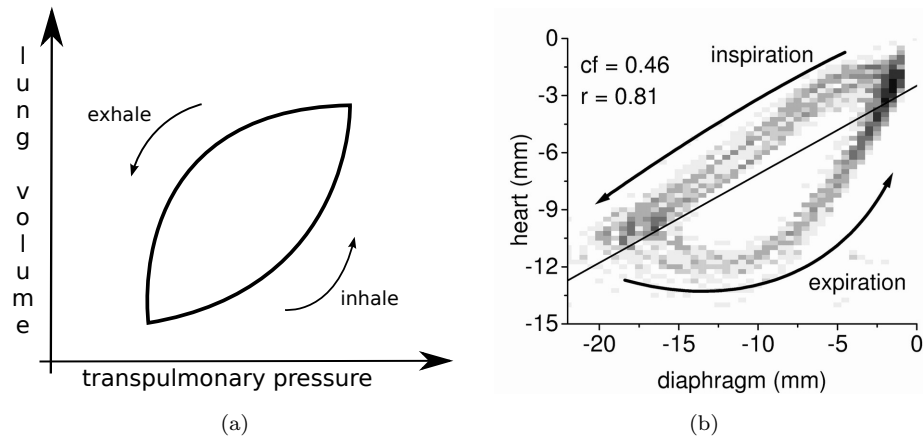 lung volume
exhale
inhale
transpulmonary pressure
(a)
0
-3
-6
-9
-12
-15
heart (mm)
cf = 0.46
r = 0.81
inspiration
expiration
-20
-15
-10
-5
0
diaphragm (mm)
(b)